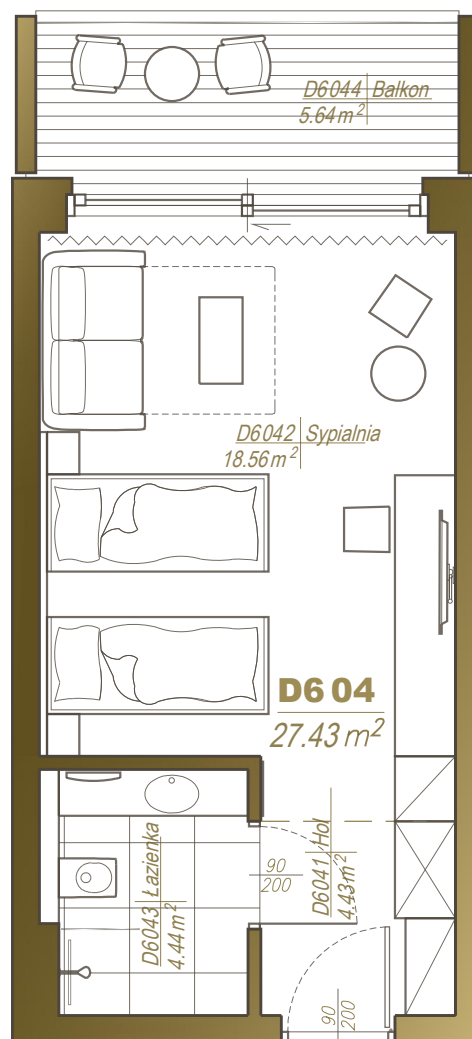 D6044 Balkon
5.64 m²
D6042 Sypialnia
18.56 m²
D6 04
27.43 m²
D6043 Łazienka
4.44 m²
90
200
D6041 Hol
4.43 m²
90
200